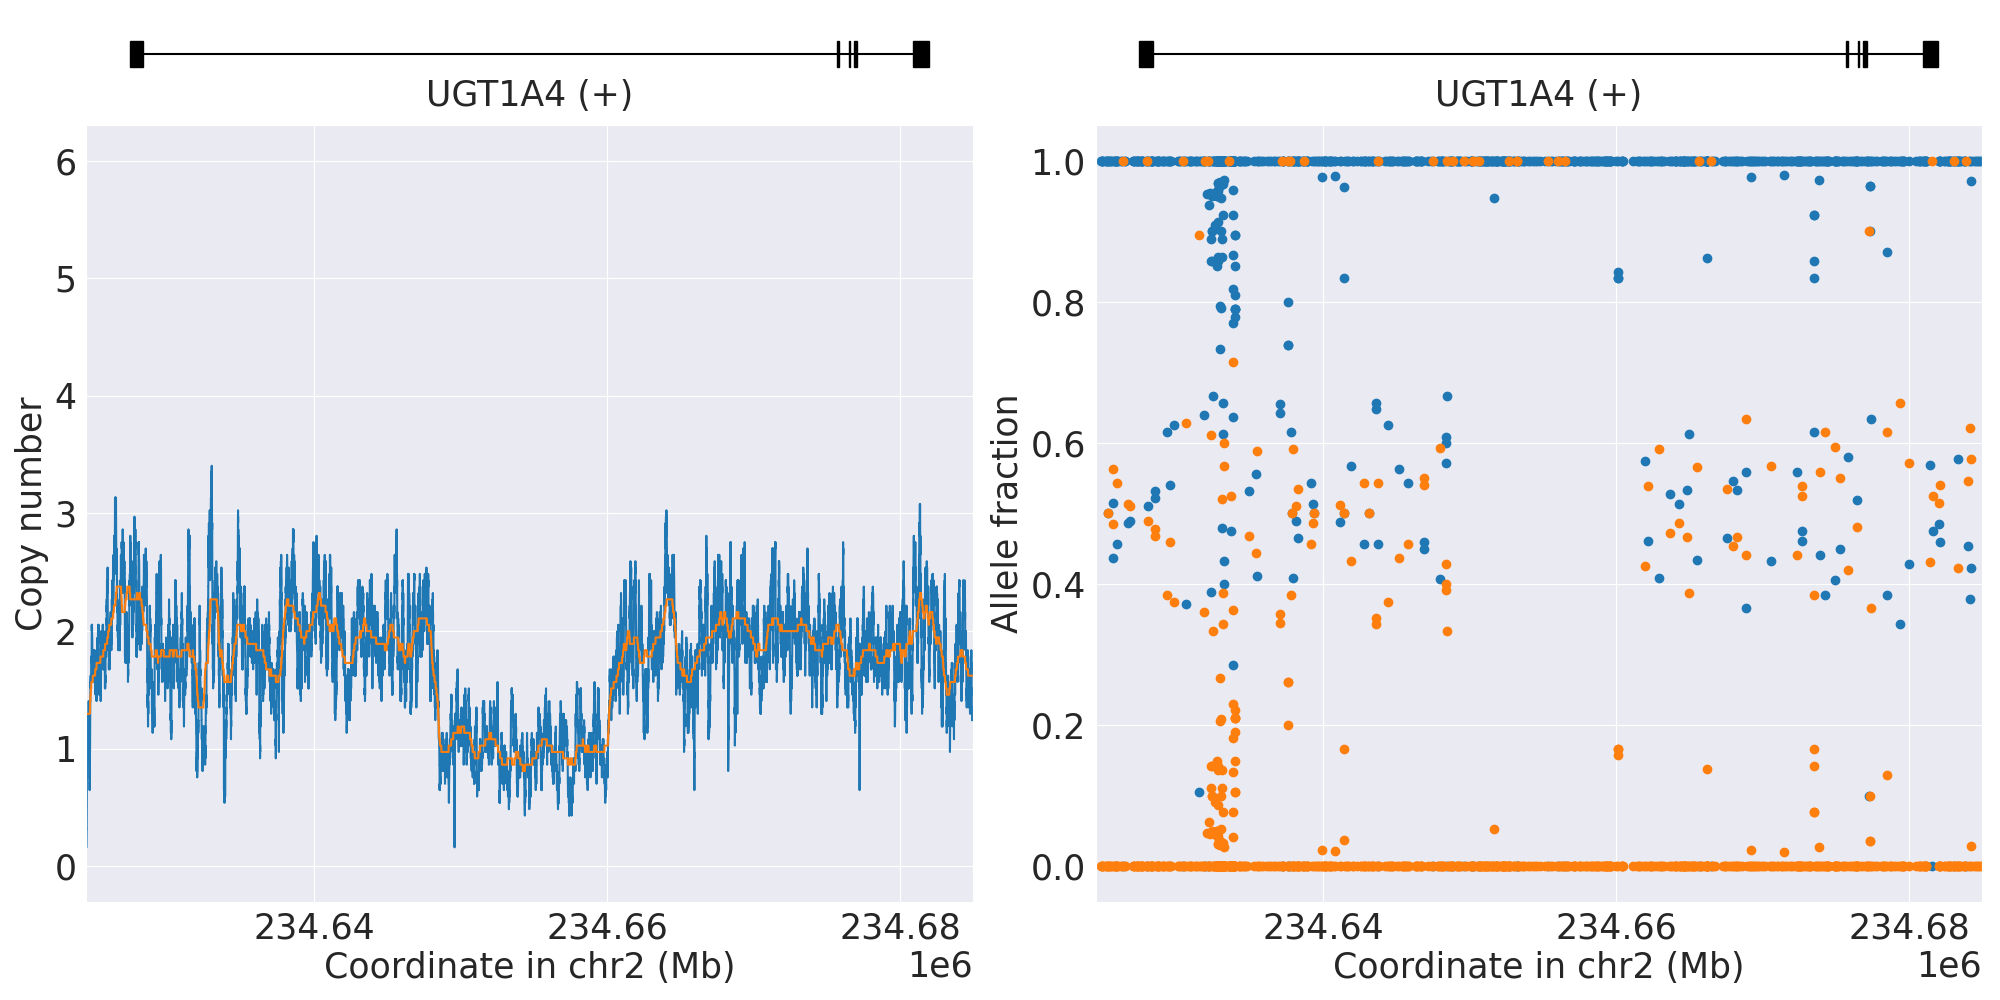 UGT1A4 (+)
6
5
4
3
2
1
0
Copy number
234.64
234.66
234.68
1e6
Coordinate in chr2 (Mb)
UGT1A4 (+)
1.0
0.8
0.6
0.4
0.2
0.0
Allele fraction
234.64
234.66
234.68
1e6
Coordinate in chr2 (Mb)